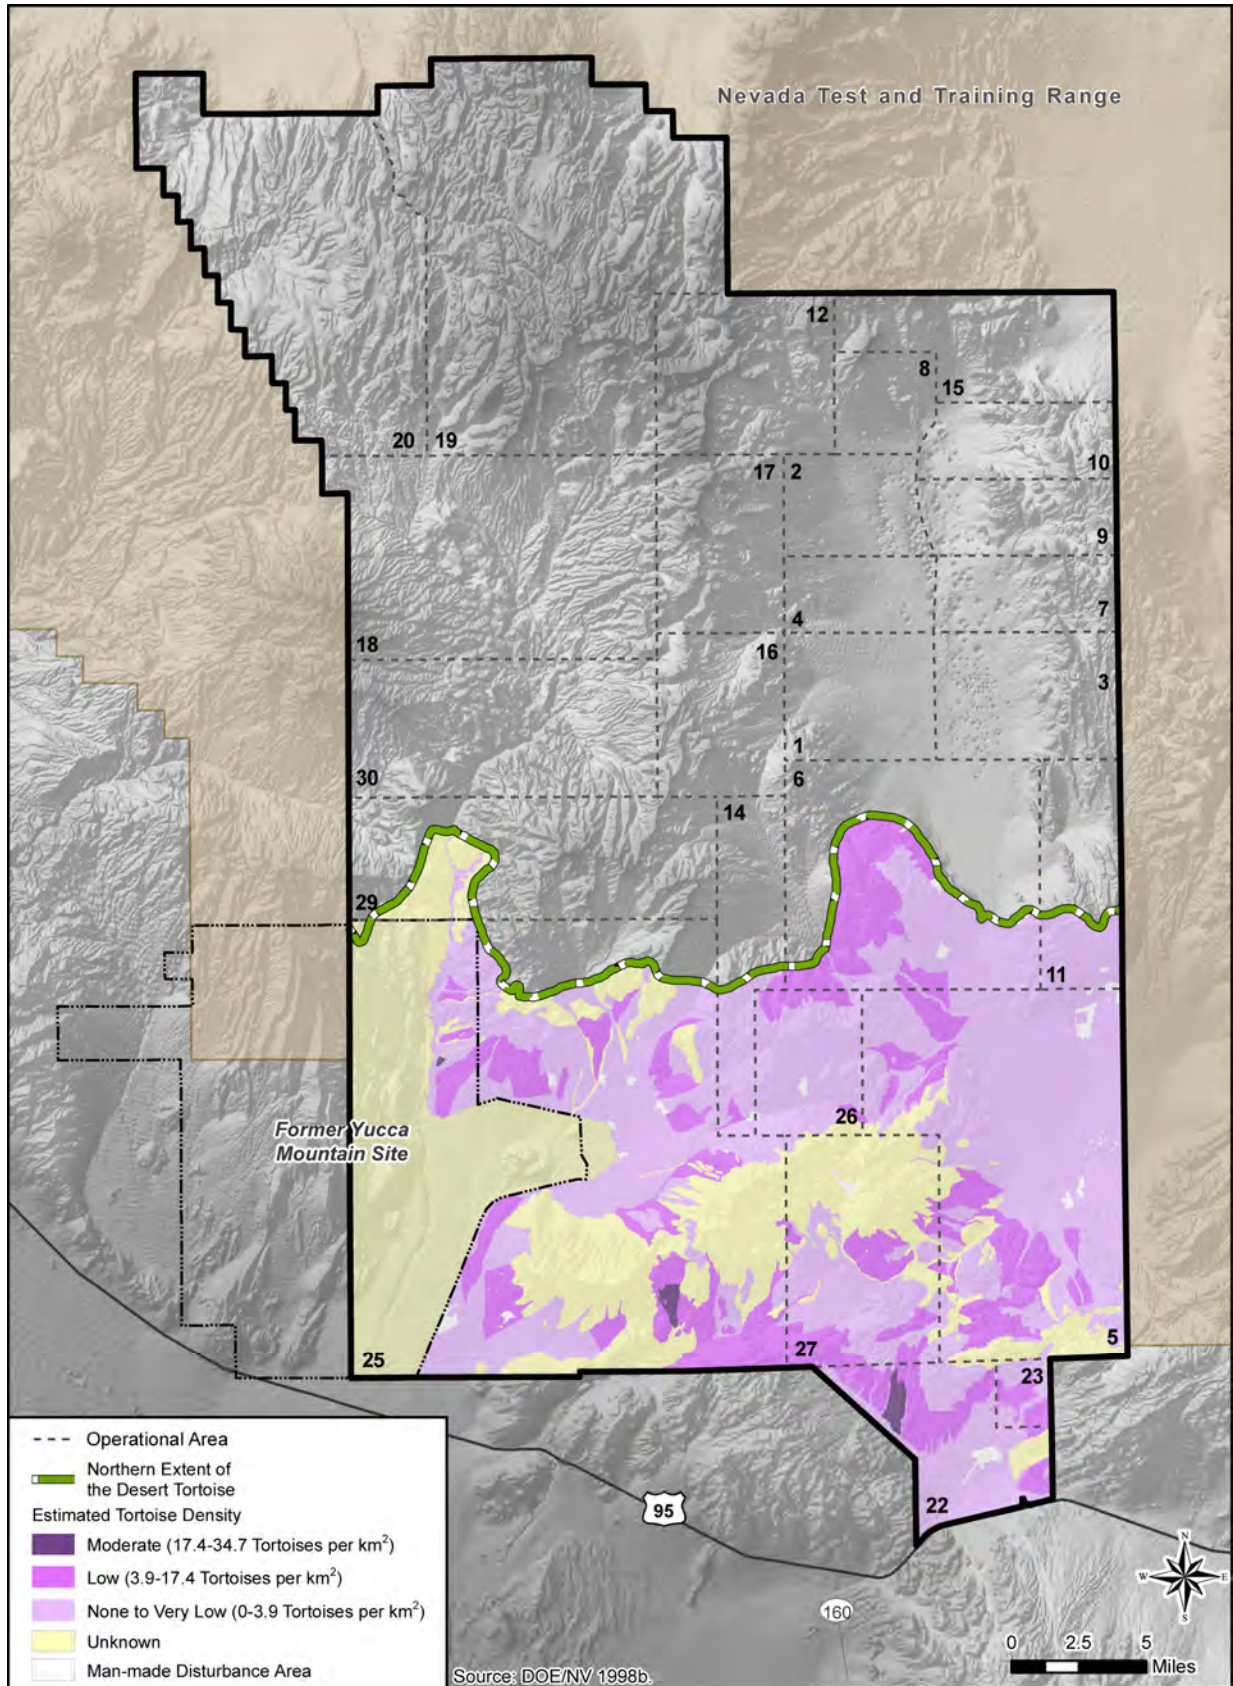 Nevada Test and Training Range
12
8
15
20
19
17
2
10
9
4
7
18
16
3
1
30
6
14
29
11
26
Former Yucca
Mountain Site
25
27
5
23
22
95
160
N
W
E
S
Operational Area
Northern Extent of
the Desert Tortoise
Estimated Tortoise Density
Moderate (17.4-34.7 Tortoises per km²)
Low (3.9-17.4 Tortoises per km²)
None to Very Low (0-3.9 Tortoises per km²)
Unknown
Man-made Disturbance Area
Source: DOE/NV 1998b.
0 2.5 5
Miles